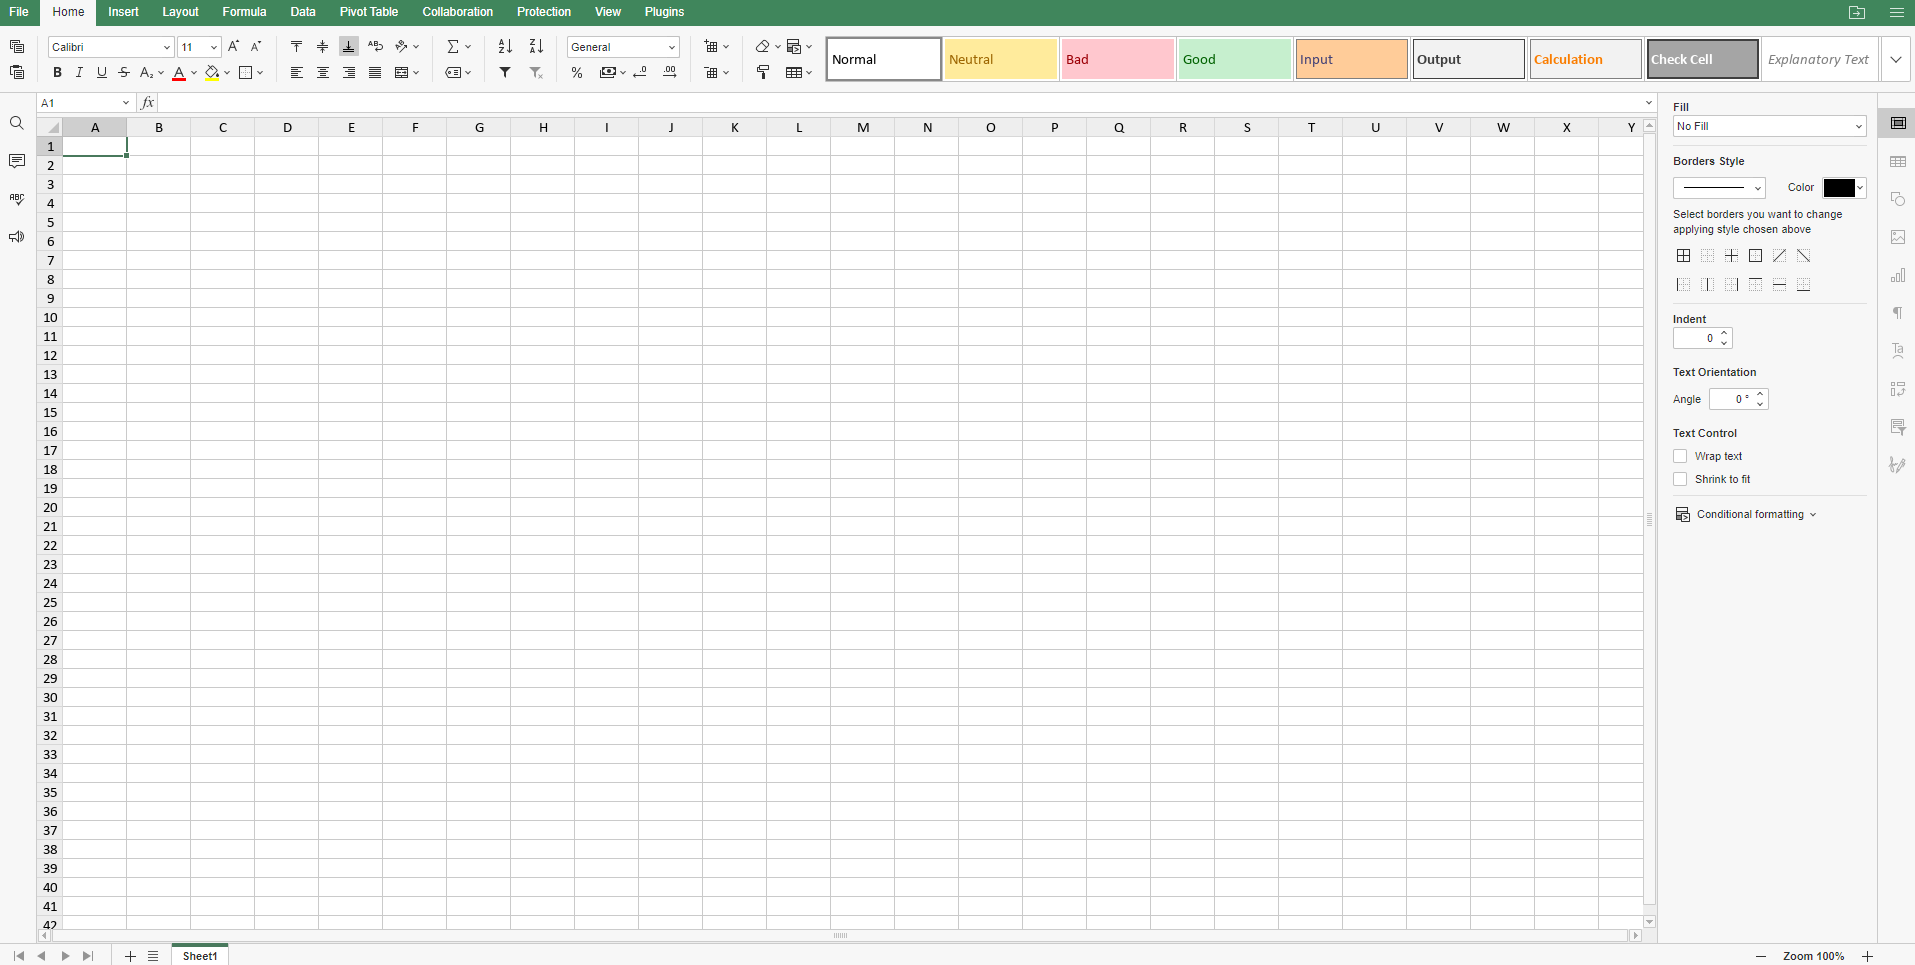 File Home Insert Layout Formula Data Pivot Table Collaboration Protection View Plugins
Calibri 11 General
Normal Neutral Bad Good Input Output Calculation Check Cell Explanatory Text
A1 fx
A B C D E F G H I J K L M N O P Q R S T U V W X Y
1
2
3
4
5
6
7
8
9
10
11
12
13
14
15
16
17
18
19
20
21
22
23
24
25
26
27
28
29
30
31
32
33
34
35
36
37
38
39
40
41
42
Fill
No Fill
Borders Style
Color
Select borders you want to change
applying style chosen above
Indent
0
Text Orientation
Angle 0 °
Text Control
Wrap text
Shrink to fit
Conditional formatting
Sheet1
Zoom 100%